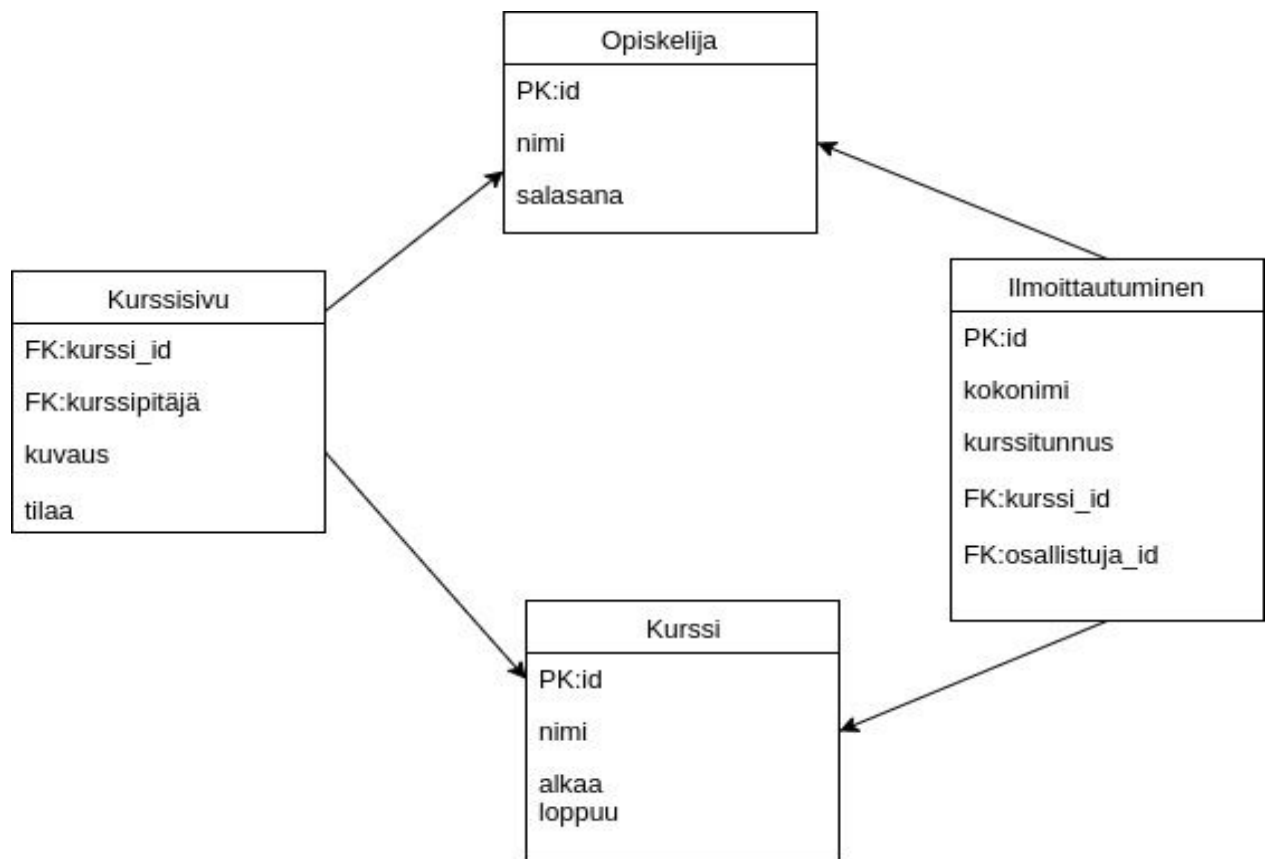 Opiskelija
PK:id
nimi
salasana
Kurssisivu
FK:kurssi_id
FK:kurssipitäjä
kuvaus
tilaa
Ilmoittautuminen
PK:id
kokonimi
kurssitunnus
FK:kurssi_id
FK:osallistuja_id
Kurssi
PK:id
nimi
alkaa
loppuu